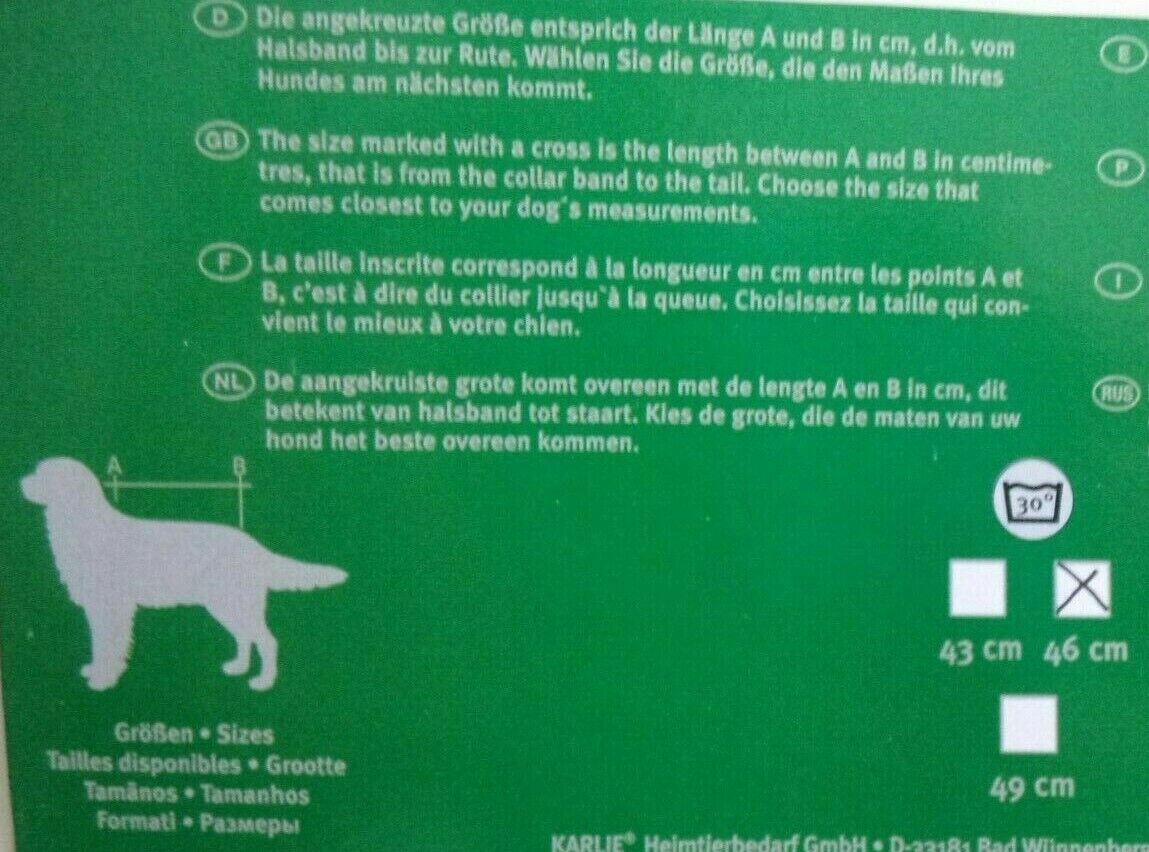 D Die angekreuzte Größe entsprich der Länge A und B in cm, d.h. vom
Halsband bis zur Rute. Wählen Sie die Größe, die den Maßen Ihres
Hundes am nächsten kommt.
E
GB The size marked with a cross is the length between A and B in centime-
tres, that is from the collar band to the tail. Choose the size that
comes closest to your dog´s measurements.
P
F La taille inscrite correspond à la longueur en cm entre les points A et
B, c'est à dire du collier jusqu`à la queue. Choisissez la taille qui con-
vient le mieux à votre chien.
I
NL De aangekruiste grote komt overeen met de lengte A en B in cm, dit
betekent van halsband tot staart. Kies de grote, die de maten van uw
hond het beste overeen kommen.
RUS
A B
30°
43 cm 46 cm
49 cm
Größen • Sizes
Tailles disponibles • Grootte
Tamãnos • Tamanhos
Formati • Размеры
KARLIE® Heimtierbedarf GmbH • D-33181 Bad Wünnenberg